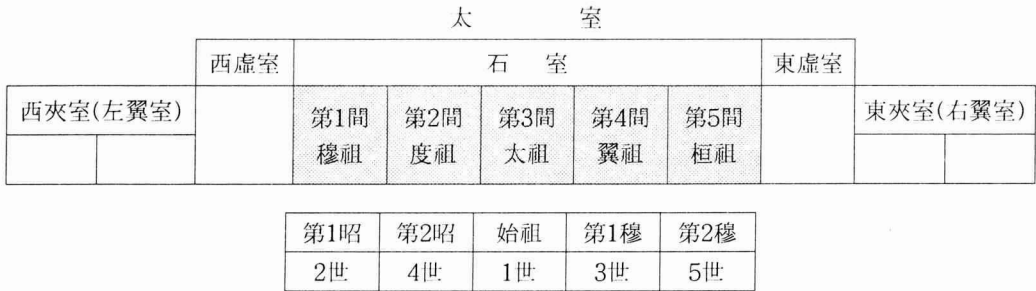 太 室
西虛室 石 室 東虛室
西夾室(左翼室) 第1間 第2間 第3間 第4間 第5間 東夾室(右翼室)
穆祖 度祖 太祖 翼祖 桓祖
第1昭 第2昭 始祖 第1穆 第2穆
2世 4世 1世 3世 5世